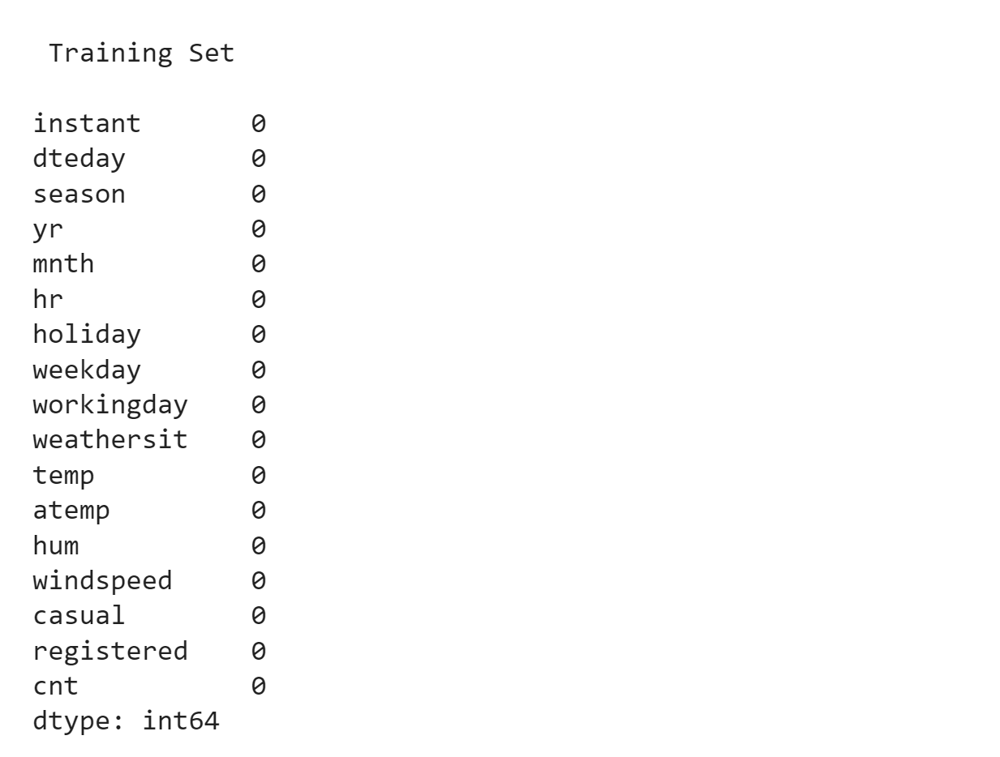 Training Set
instant 0
dteday 0
season 0
yr 0
mnth 0
hr 0
holiday 0
weekday 0
workingday 0
weathersit 0
temp 0
atemp 0
hum 0
windspeed 0
casual 0
registered 0
cnt 0
dtype: int64